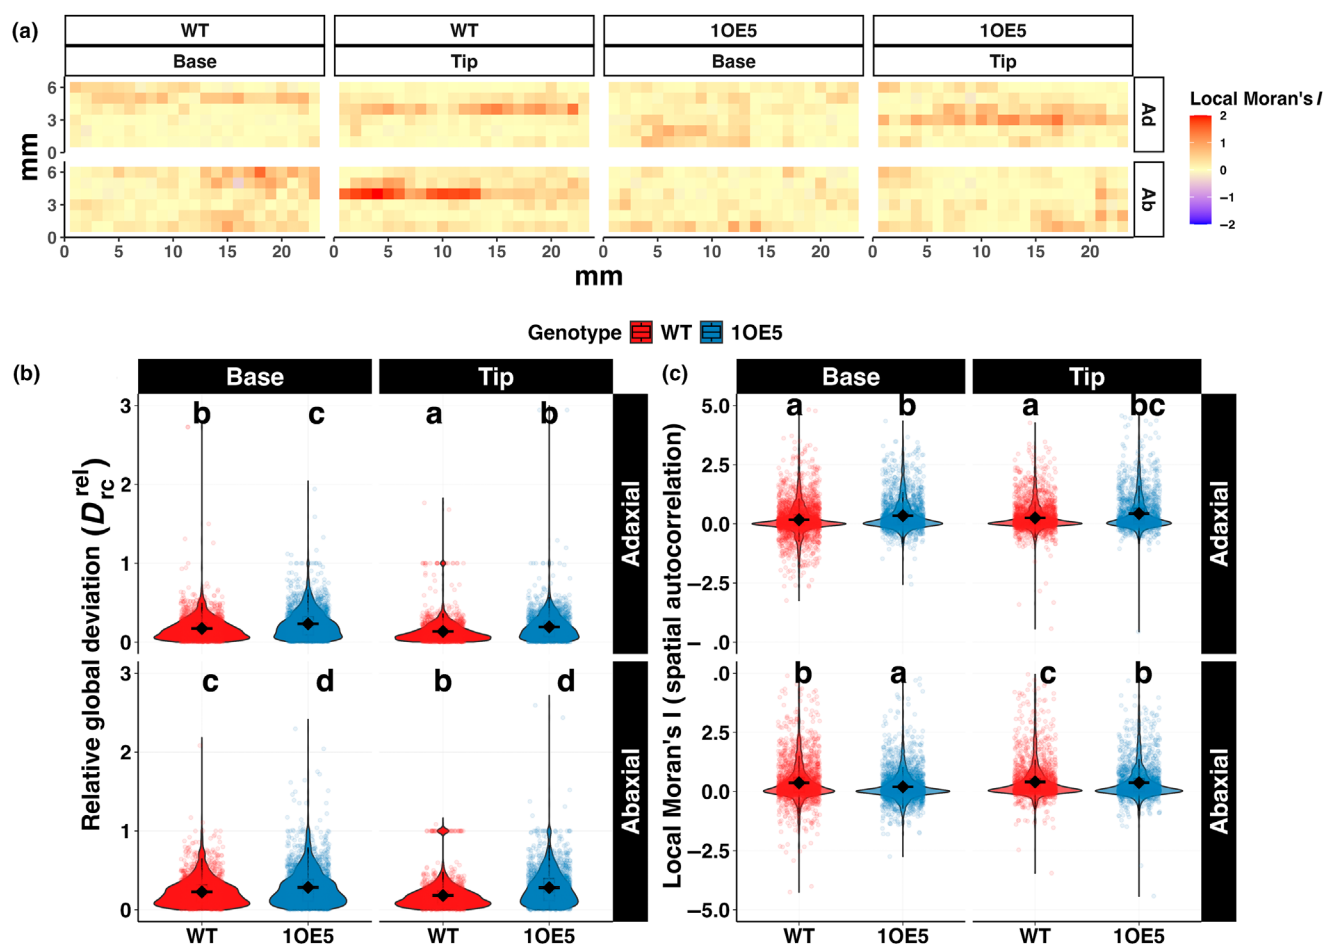 (a)
WT WT 1OE5 1OE5
Base Tip Base Tip
6
3
0
Ad
6
3
0
Ab
mm
0 5 10 15 20 0 5 10 15 20 0 5 10 15 20 0 5 10 15 20
mm
Local Moran's I
2
1
0
−1
−2
Genotype WT 1OE5
(b)
Base Tip
Adaxial
Abaxial
Relative global deviation (D rel rc)
3
2
1
0
b c a b
3
2
1
0
c d b d
WT 1OE5 WT 1OE5
(c)
Base Tip
Adaxial
Abaxial
Local Moran's I (spatial autocorrelation)
5.0
2.5
0.0
−2.5
− .0
a b a bc
.0
2.5
0.0
−2.5
−5.0
b a c b
WT 1OE5 WT 1OE5